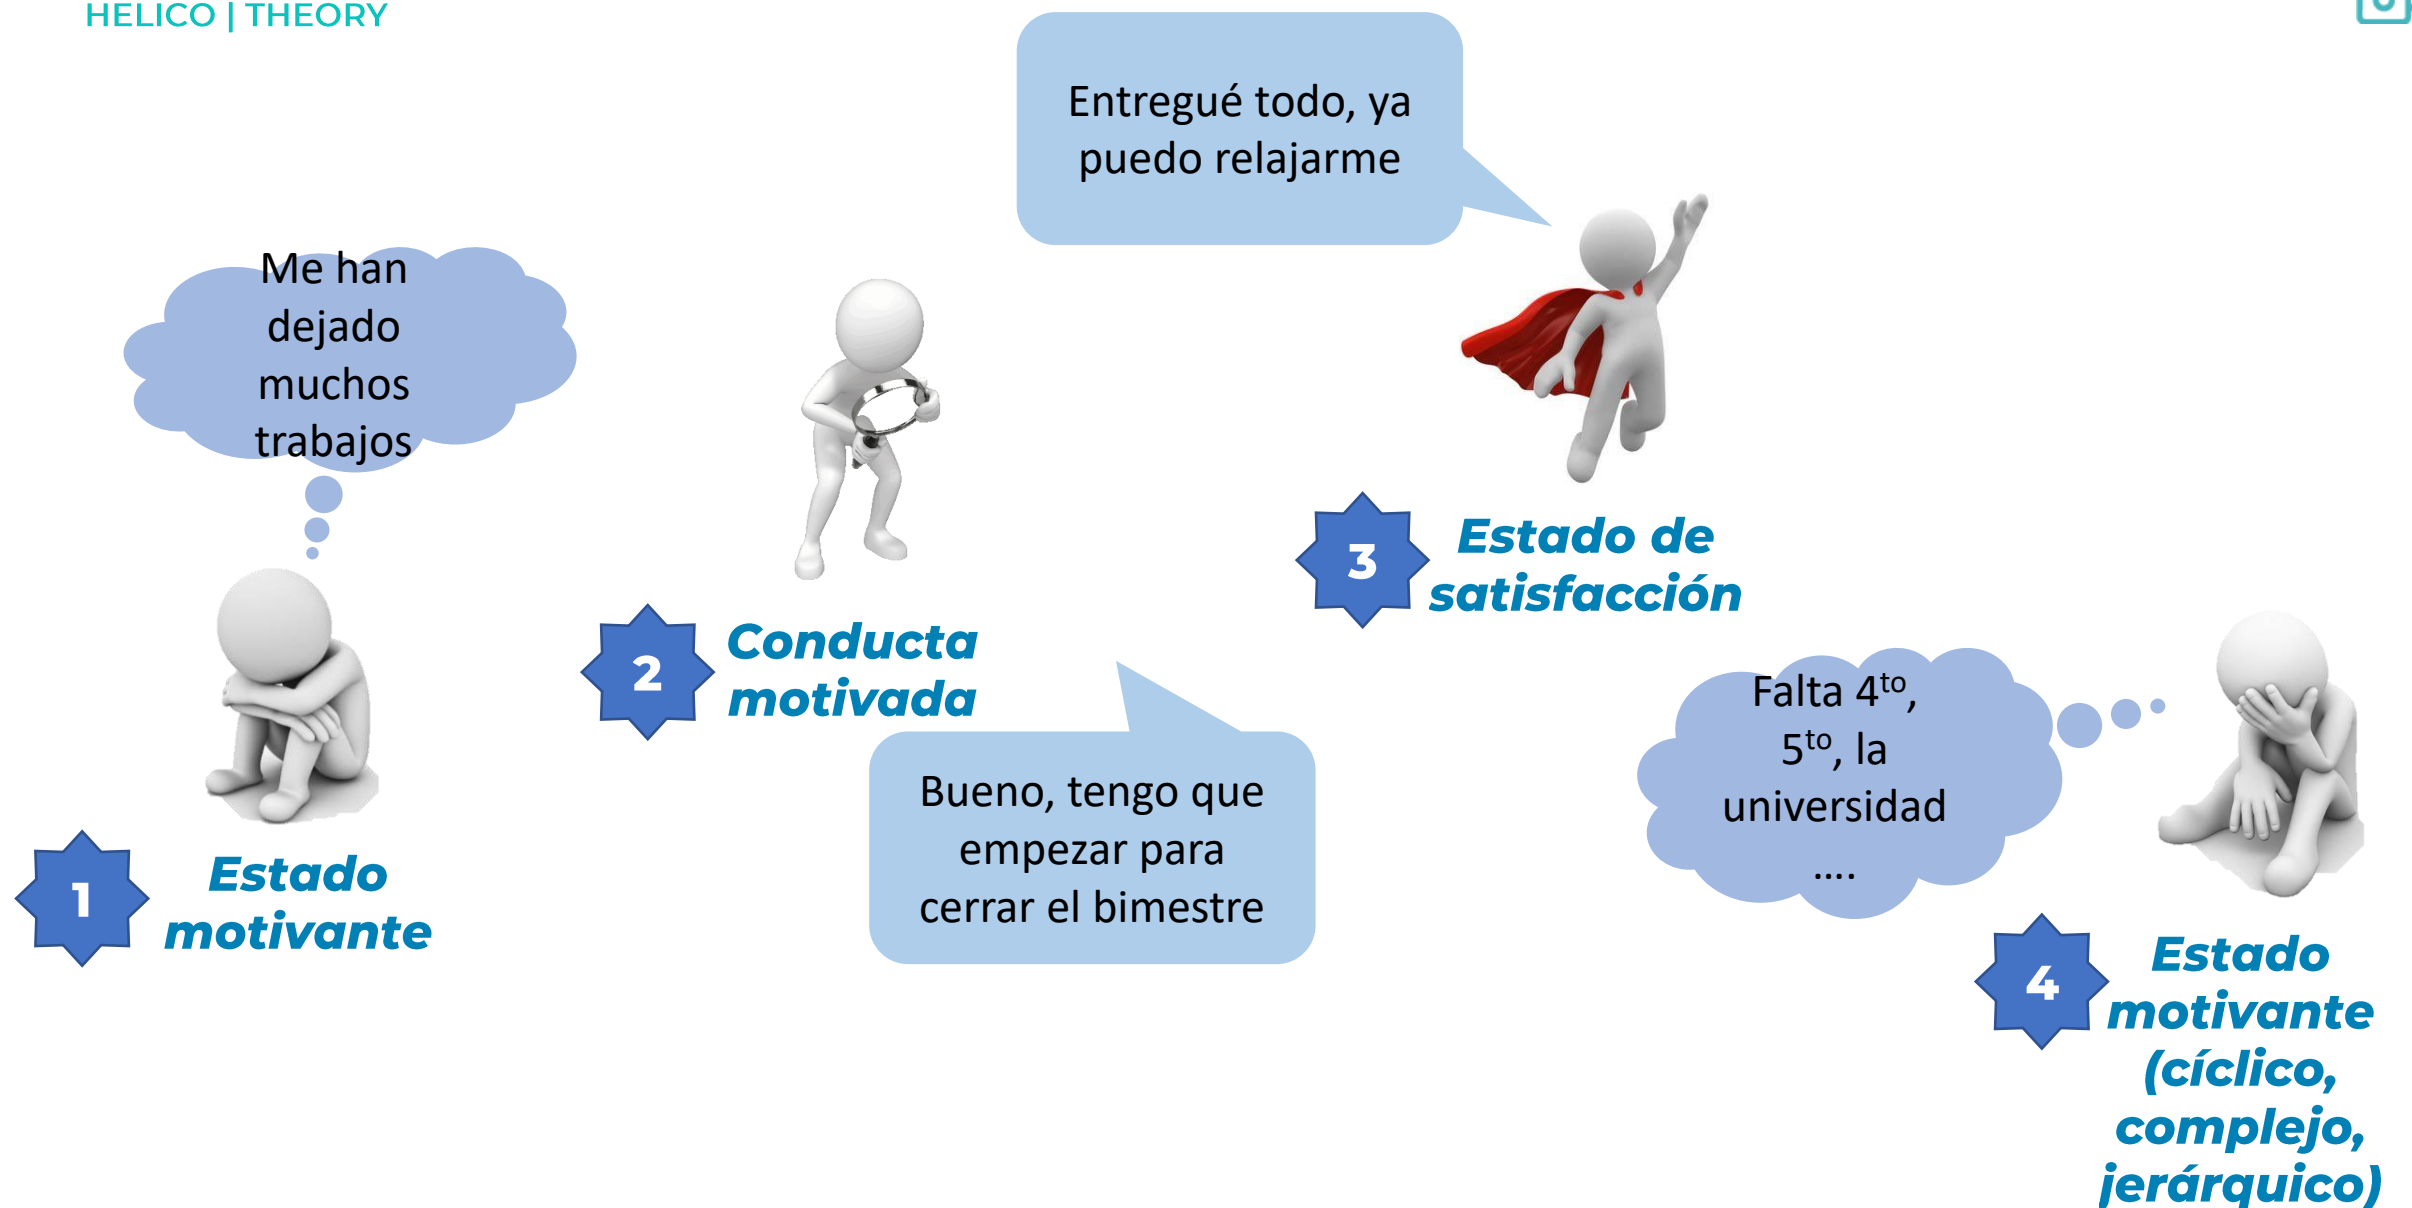 HELICO | THEORY
Entregué todo, ya
puedo relajarme
Me han
dejado
muchos
trabajos
3
Estado de
satisfacción
2
Conducta
motivada
Bueno, tengo que
empezar para
cerrar el bimestre
Falta 4to,
5to, la
universidad
....
1
Estado
motivante
4
Estado
motivante
(cíclico,
complejo,
jerárquico)